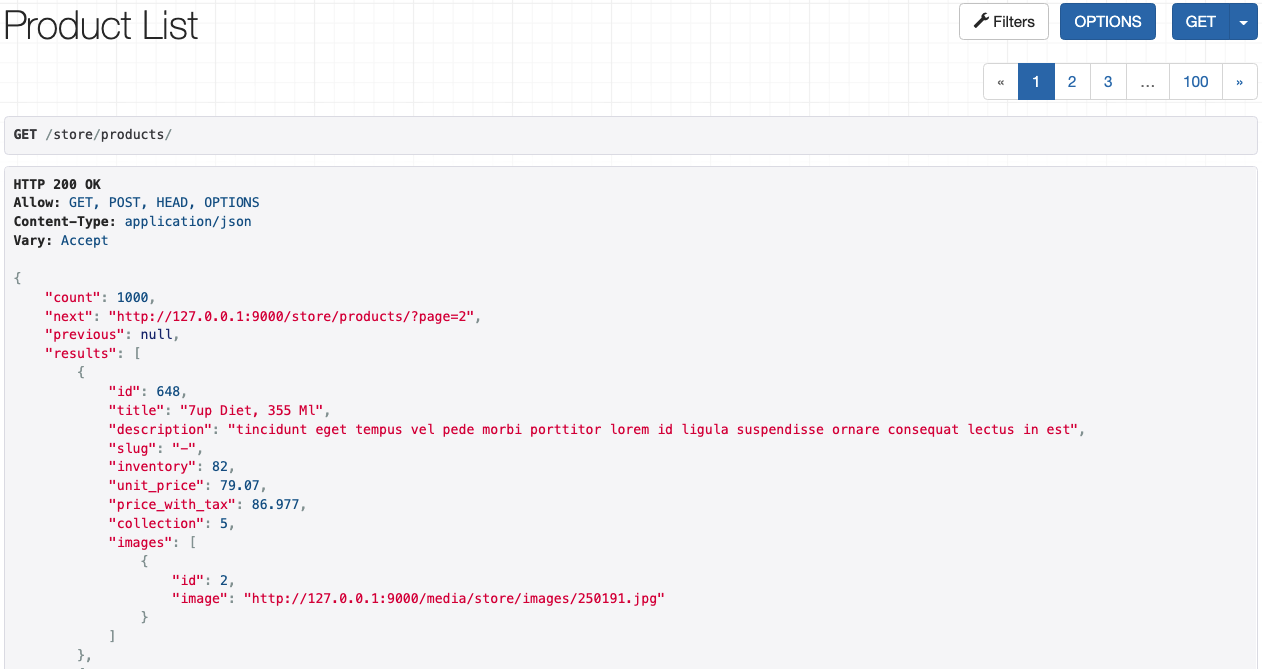 Product List
Filters
OPTIONS
GET
« 1 2 3 … 100 »
GET /store/products/
HTTP 200 OK
Allow: GET, POST, HEAD, OPTIONS
Content-Type: application/json
Vary: Accept
{
"count": 1000,
"next": "http://127.0.0.1:9000/store/products/?page=2",
"previous": null,
"results": [
{
"id": 648,
"title": "7up Diet, 355 Ml",
"description": "tincidunt eget tempus vel pede morbi porttitor lorem id ligula suspendisse ornare consequat lectus in est",
"slug": "-",
"inventory": 82,
"unit_price": 79.07,
"price_with_tax": 86.977,
"collection": 5,
"images": [
{
"id": 2,
"image": "http://127.0.0.1:9000/media/store/images/250191.jpg"
}
]
},